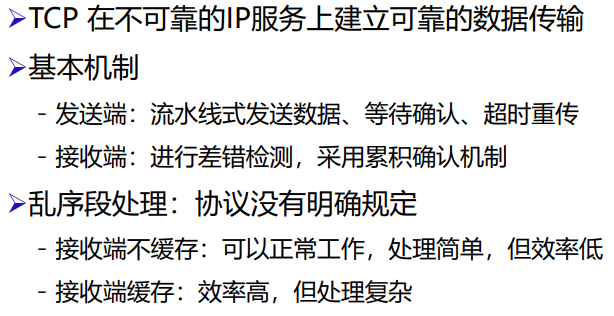 ➢TCP 在不可靠的IP服务上建立可靠的数据传输
➢基本机制
- 发送端：流水线式发送数据、等待确认、超时重传
- 接收端：进行差错检测，采用累积确认机制
➢乱序段处理：协议没有明确规定
- 接收端不缓存：可以正常工作，处理简单，但效率低
- 接收端缓存：效率高，但处理复杂